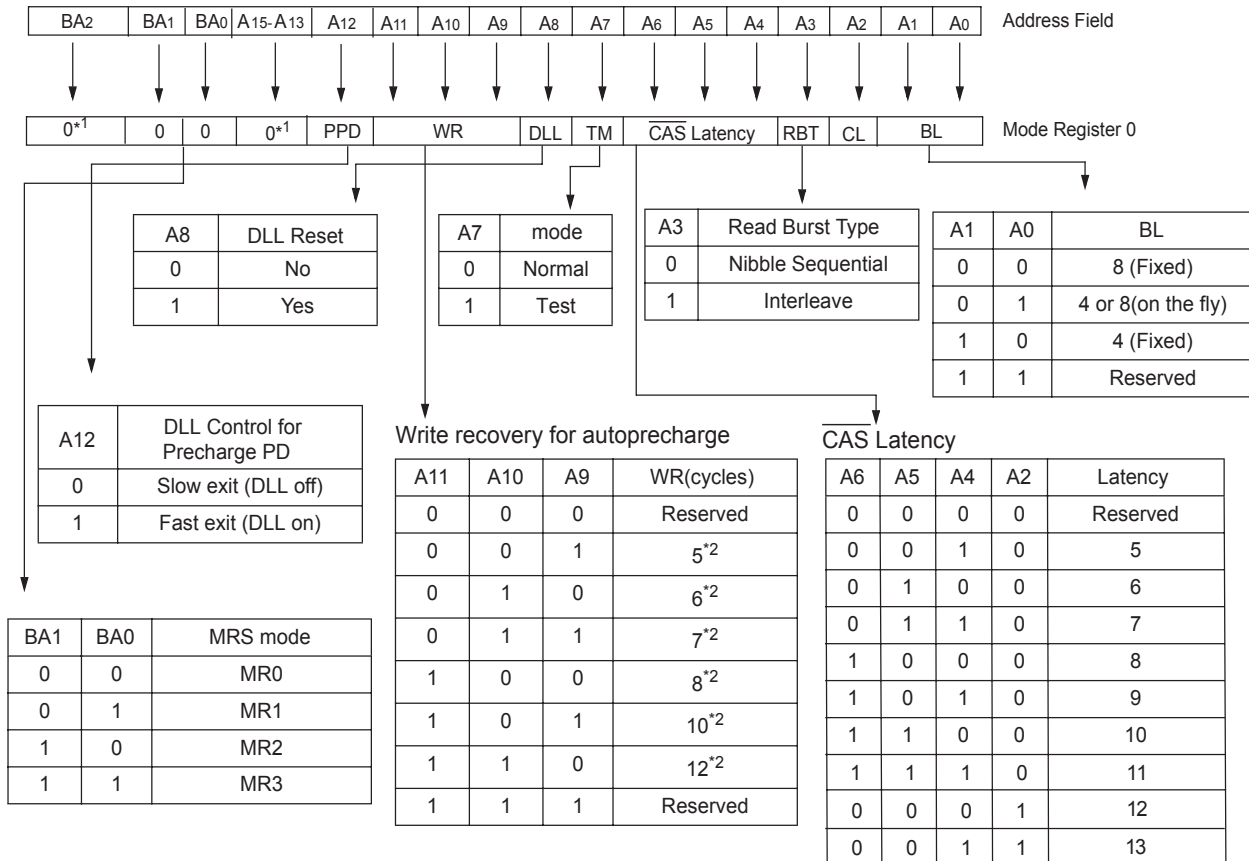 BA2 BA1 BA0 A15-A13 A12 A11 A10 A9 A8 A7 A6 A5 A4 A3 A2 A1 A0 Address Field
0*1 0 0 0*1 PPD WR DLL TM CAS Latency RBT CL BL Mode Register 0
A8 DLL Reset
0 No
1 Yes
A7 mode
0 Normal
1 Test
A3 Read Burst Type
0 Nibble Sequential
1 Interleave
A1 A0 BL
0 0 8 (Fixed)
0 1 4 or 8(on the fly)
1 0 4 (Fixed)
1 1 Reserved
A12 DLL Control for
Precharge PD
0 Slow exit (DLL off)
1 Fast exit (DLL on)
BA1 BA0 MRS mode
0 0 MR0
0 1 MR1
1 0 MR2
1 1 MR3
Write recovery for autoprecharge
A11 A10 A9 WR(cycles)
0 0 0 Reserved
0 0 1 5*2
0 1 0 6*2
0 1 1 7*2
1 0 0 8*2
1 0 1 10*2
1 1 0 12*2
1 1 1 Reserved
CAS Latency
A6 A5 A4 A2 Latency
0 0 0 0 Reserved
0 0 1 0 5
0 1 0 0 6
0 1 1 0 7
1 0 0 0 8
1 0 1 0 9
1 1 0 0 10
1 1 1 0 11
0 0 0 1 12
0 0 1 1 13